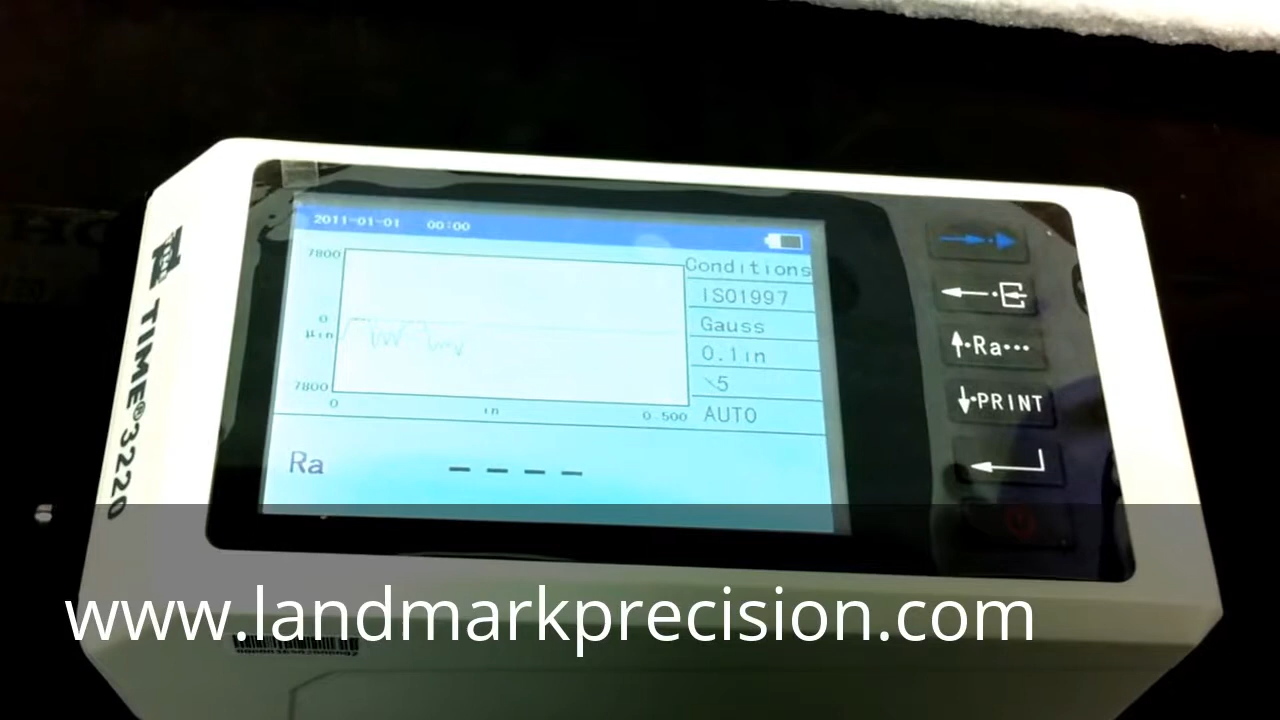 2011-01-01 00:00
7800
0
µin
7800
0 in 0.500
Conditions
ISO1997
Gauss
0.1in
×5
AUTO
Ra - - - -
TIME®3220
Ra•••
PRINT
www.landmarkprecision.com